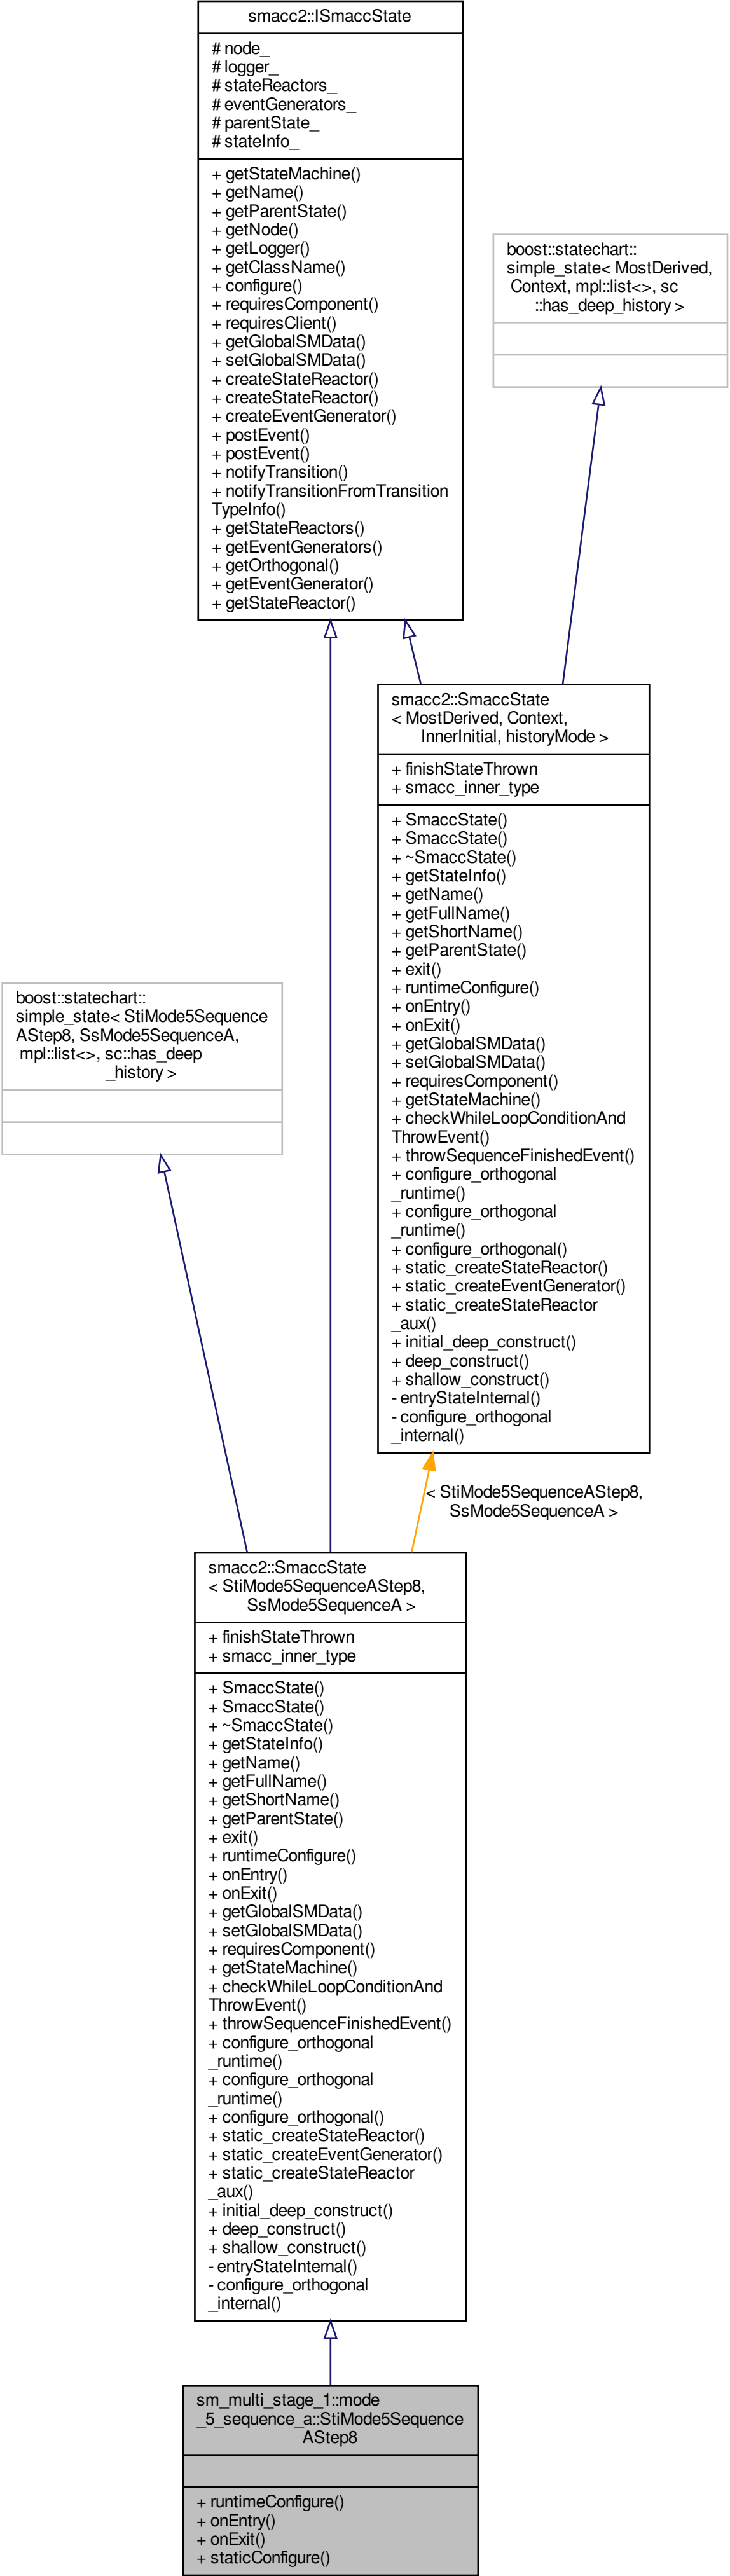 smacc2::ISmaccState
# node_
# logger_
# stateReactors_
# eventGenerators_
# parentState_
# stateInfo_
+ getStateMachine()
+ getName()
+ getParentState()
+ getNode()
+ getLogger()
+ getClassName()
+ configure()
+ requiresComponent()
+ requiresClient()
+ getGlobalSMData()
+ setGlobalSMData()
+ createStateReactor()
+ createStateReactor()
+ createEventGenerator()
+ postEvent()
+ postEvent()
+ notifyTransition()
+ notifyTransitionFromTransition
TypeInfo()
+ getStateReactors()
+ getEventGenerators()
+ getOrthogonal()
+ getEventGenerator()
+ getStateReactor()
boost::statechart::
simple_state< MostDerived,
Context, mpl::list<>, sc
::has_deep_history >
smacc2::SmaccState
< MostDerived, Context,
InnerInitial, historyMode >
+ finishStateThrown
+ smacc_inner_type
+ SmaccState()
+ SmaccState()
+ ~SmaccState()
+ getStateInfo()
+ getName()
+ getFullName()
+ getShortName()
+ getParentState()
+ exit()
+ runtimeConfigure()
+ onEntry()
+ onExit()
+ getGlobalSMData()
+ setGlobalSMData()
+ requiresComponent()
+ getStateMachine()
+ checkWhileLoopConditionAnd
ThrowEvent()
+ throwSequenceFinishedEvent()
+ configure_orthogonal
_runtime()
+ configure_orthogonal
_runtime()
+ configure_orthogonal()
+ static_createStateReactor()
+ static_createEventGenerator()
+ static_createStateReactor
_aux()
+ initial_deep_construct()
+ deep_construct()
+ shallow_construct()
- entryStateInternal()
- configure_orthogonal
_internal()
boost::statechart::
simple_state< StiMode5Sequence
AStep8, SsMode5SequenceA,
mpl::list<>, sc::has_deep
_history >
< StiMode5SequenceAStep8,
SsMode5SequenceA >
smacc2::SmaccState
< StiMode5SequenceAStep8,
SsMode5SequenceA >
+ finishStateThrown
+ smacc_inner_type
+ SmaccState()
+ SmaccState()
+ ~SmaccState()
+ getStateInfo()
+ getName()
+ getFullName()
+ getShortName()
+ getParentState()
+ exit()
+ runtimeConfigure()
+ onEntry()
+ onExit()
+ getGlobalSMData()
+ setGlobalSMData()
+ requiresComponent()
+ getStateMachine()
+ checkWhileLoopConditionAnd
ThrowEvent()
+ throwSequenceFinishedEvent()
+ configure_orthogonal
_runtime()
+ configure_orthogonal
_runtime()
+ configure_orthogonal()
+ static_createStateReactor()
+ static_createEventGenerator()
+ static_createStateReactor
_aux()
+ initial_deep_construct()
+ deep_construct()
+ shallow_construct()
- entryStateInternal()
- configure_orthogonal
_internal()
sm_multi_stage_1::mode
_5_sequence_a::StiMode5Sequence
AStep8
+ runtimeConfigure()
+ onEntry()
+ onExit()
+ staticConfigure()